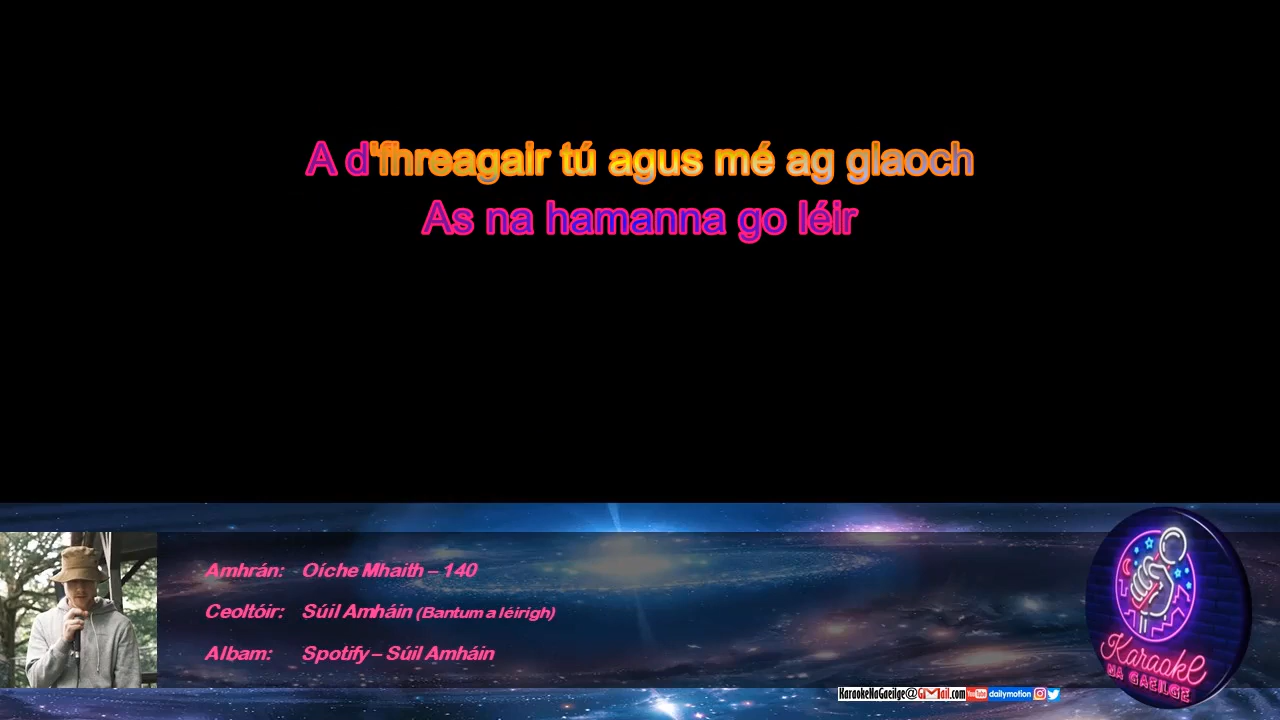 A d'fhreagair tú agus mé ag glaoch
As na hamanna go léir
Amhrán: Oíche Mhaith – 140
Ceoltóir: Súil Amháin (Bantum a léirigh)
Albam: Spotify – Súil Amháin
Karaoke
NA GAEILGE
KaraokeNaGaeilge@GMail.com YouTube dailymotion